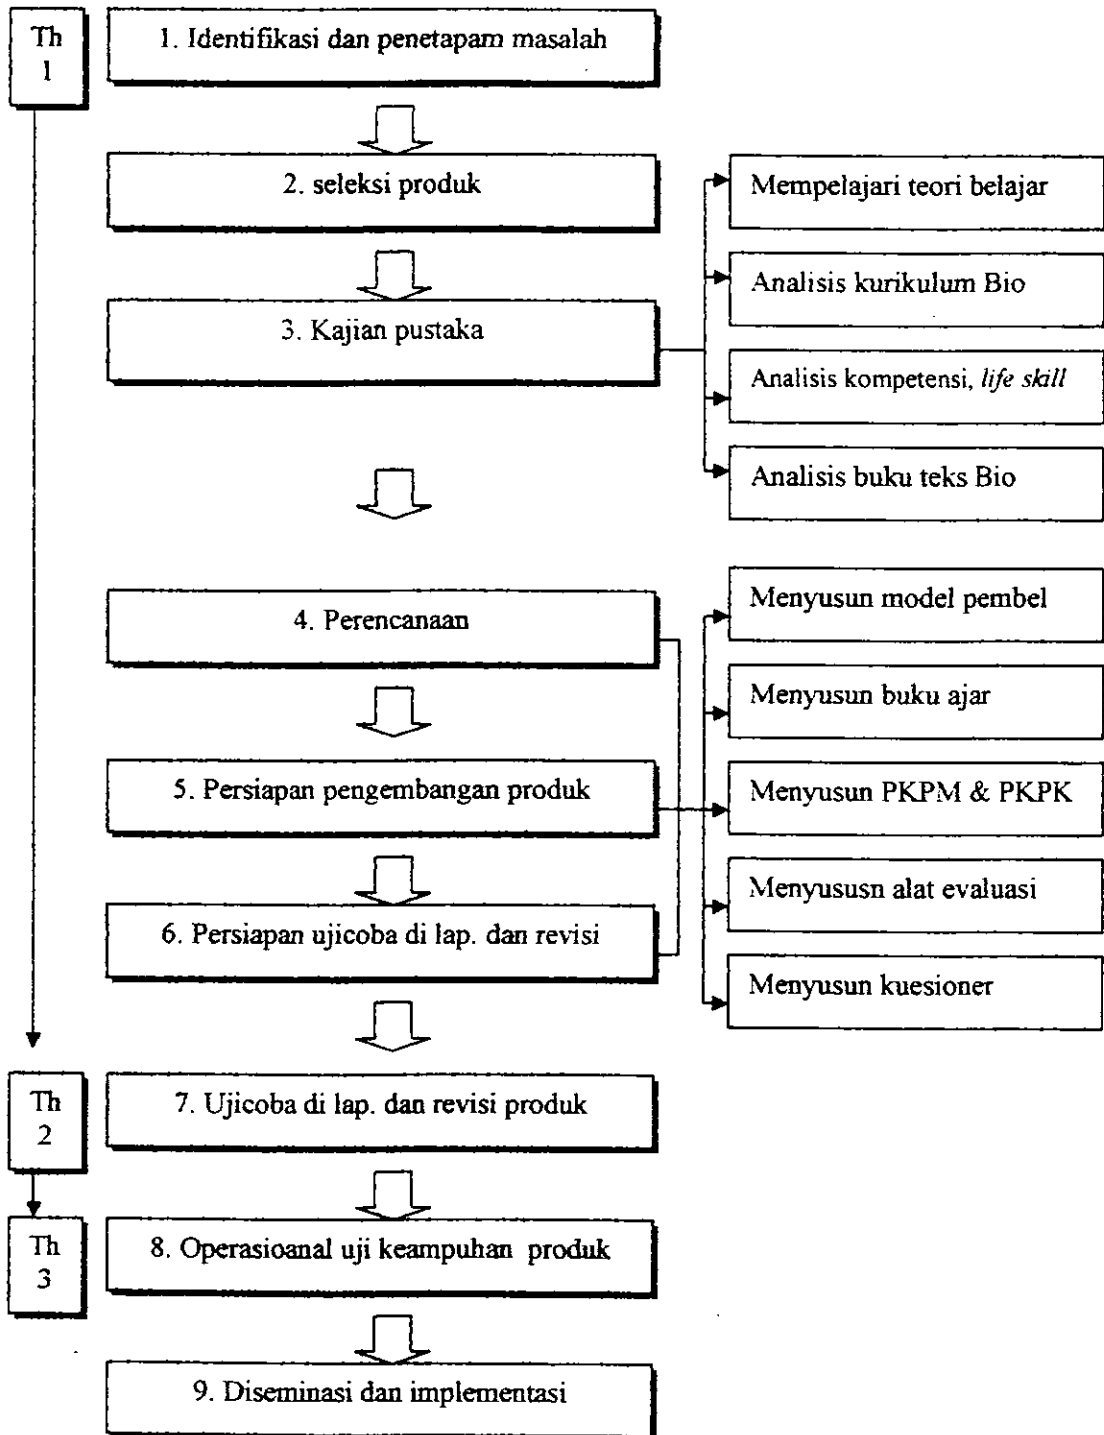 Th
1
1. Identifikasi dan penetapam masalah
2. seleksi produk
3. Kajian pustaka
Mempelajari teori belajar
Analisis kurikulum Bio
Analisis kompetensi, life skill
Analisis buku teks Bio
4. Perencanaan
5. Persiapan pengembangan produk
6. Persiapan ujicoba di lap. dan revisi
Menyusun model pembel
Menyusun buku ajar
Menyusun PKPM & PKPK
Menyususn alat evaluasi
Menyusun kuesioner
Th
2
7. Ujicoba di lap. dan revisi produk
Th
3
8. Operasioanal uji keampuhan produk
9. Diseminasi dan implementasi